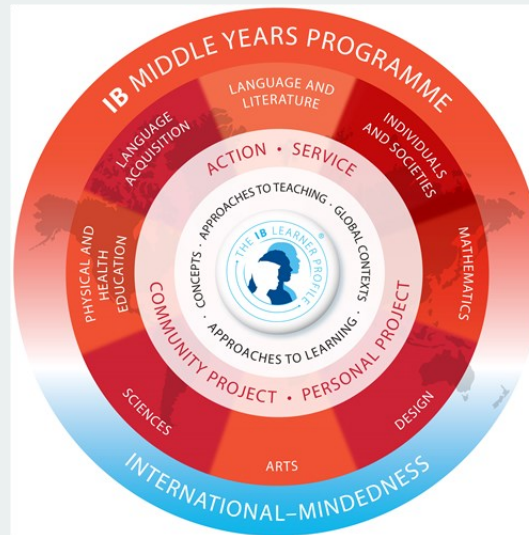 IB MIDDLE YEARS PROGRAMME
LANGUAGE AND
LITERATURE
LANGUAGE
ACQUISITION
INDIVIDUALS
AND SOCIETIES
PHYSICAL AND
HEALTH
EDUCATION
MATHEMATICS
SCIENCES
ARTS
DESIGN
ACTION • SERVICE
COMMUNITY PROJECT • PERSONAL PROJECT
APPROACHES TO TEACHING · GLOBAL CONTEXTS ·
APPROACHES TO LEARNING · CONCEPTS ·
THE IB LEARNER PROFILE
®
INTERNATIONAL–MINDEDNESS